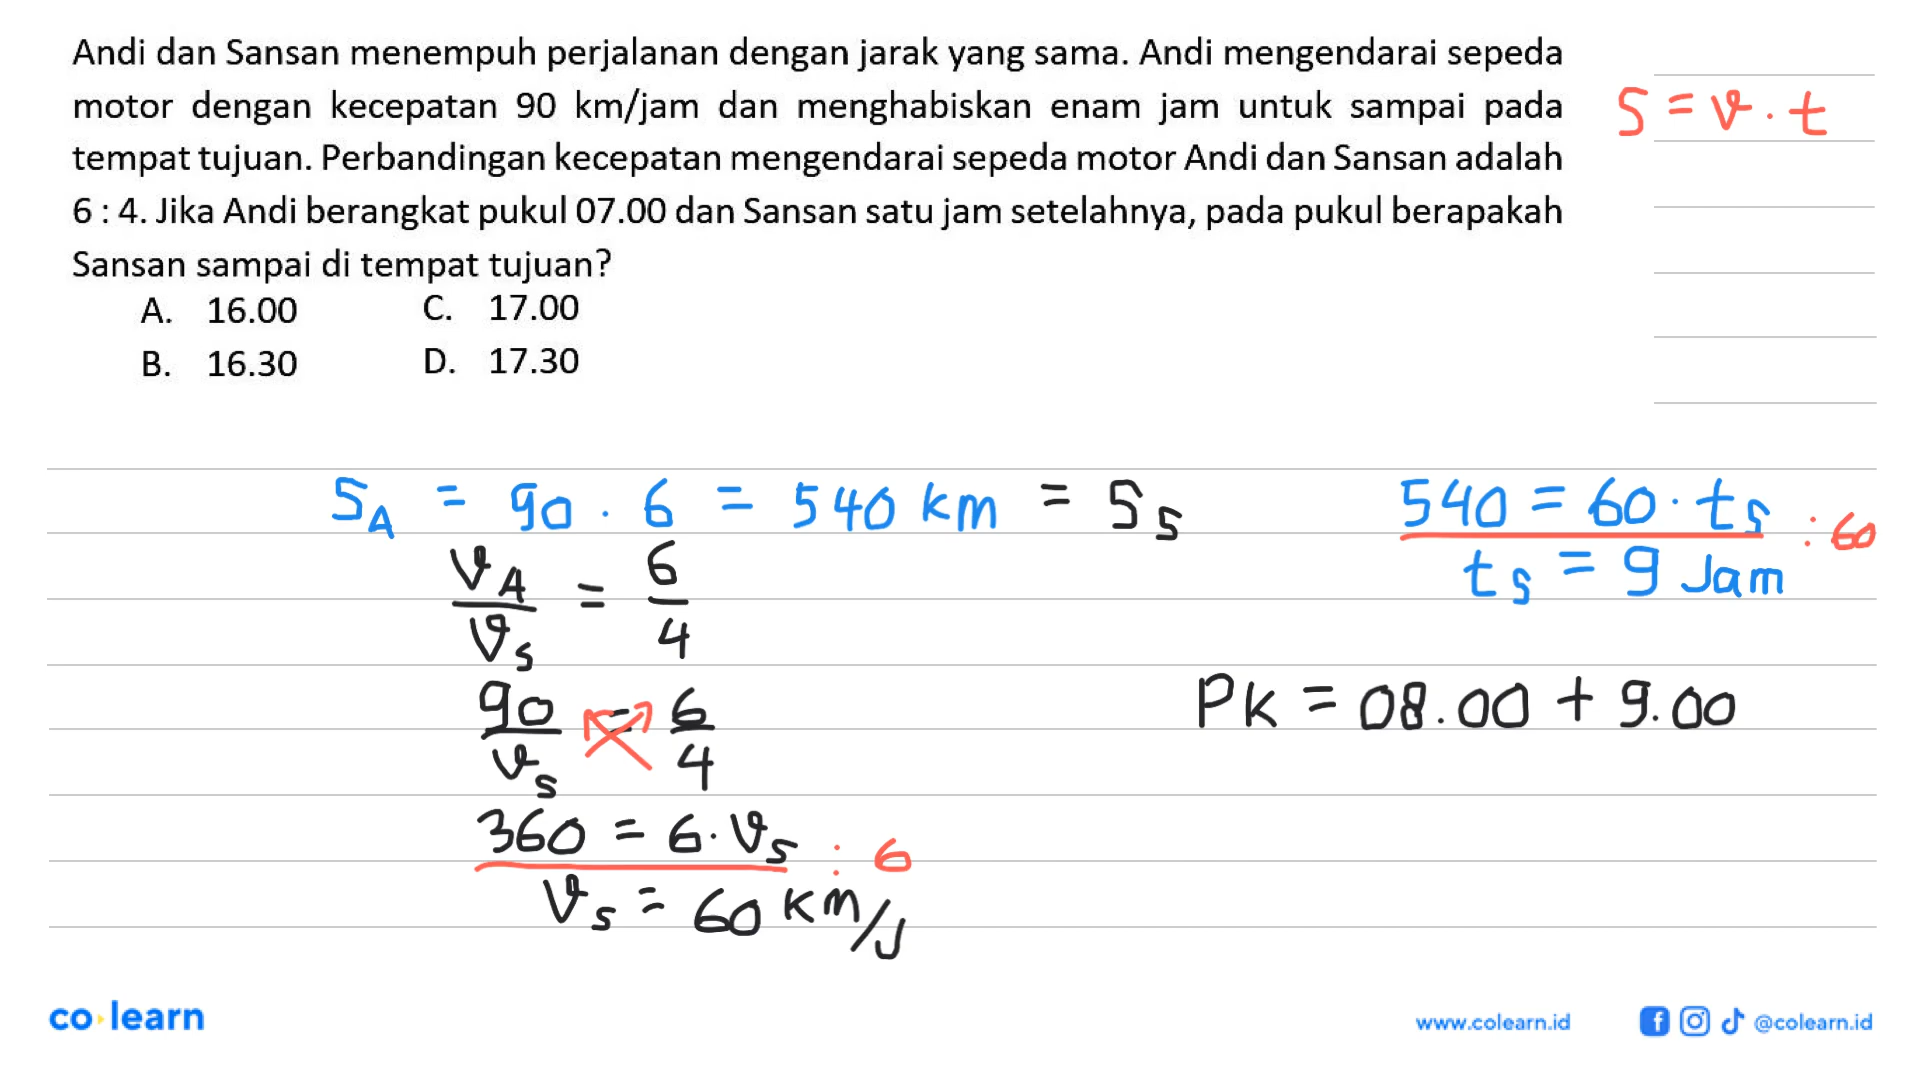 Andi dan Sansan menempuh perjalanan dengan jarak yang sama. Andi mengendarai sepeda
motor dengan kecepatan 90 km/jam dan menghabiskan enam jam untuk sampai pada
tempat tujuan. Perbandingan kecepatan mengendarai sepeda motor Andi dan Sansan adalah
6 : 4. Jika Andi berangkat pukul 07.00 dan Sansan satu jam setelahnya, pada pukul berapakah
Sansan sampai di tempat tujuan?
A. 16.00 C. 17.00
B. 16.30 D. 17.30
S = v . t
S_A = 90 . 6 = 540 km = S_S
v_A / v_S = 6 / 4
90 / v_S = 6 / 4
360 = 6 . v_S : 6
v_S = 60 km/J
540 = 60 . t_S : 60
t_S = 9 Jam
PK = 08.00 + 9.00
co learn
www.colearn.id
@colearn.id